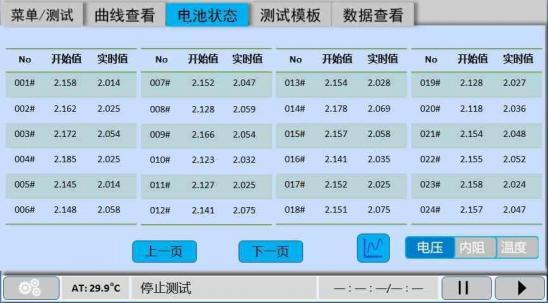 菜单/测试 曲线查看 电池状态 测试模板 数据查看
No 开始值 实时值 No 开始值 实时值 No 开始值 实时值 No 开始值 实时值
001# 2.158 2.014 007# 2.152 2.047 013# 2.154 2.028 019# 2.128 2.027
002# 2.162 2.025 008# 2.128 2.059 014# 2.178 2.069 020# 2.118 2.036
003# 2.172 2.054 009# 2.166 2.054 015# 2.157 2.058 021# 2.154 2.048
004# 2.185 2.025 010# 2.123 2.032 016# 2.141 2.035 022# 2.155 2.052
005# 2.145 2.014 011# 2.127 2.025 017# 2.152 2.025 023# 2.158 2.024
006# 2.148 2.058 012# 2.141 2.075 018# 2.151 2.075 024# 2.157 2.047
上一页 下一页 电压 内阻 温度
AT: 29.9°C 停止测试 —:—:—/—:—